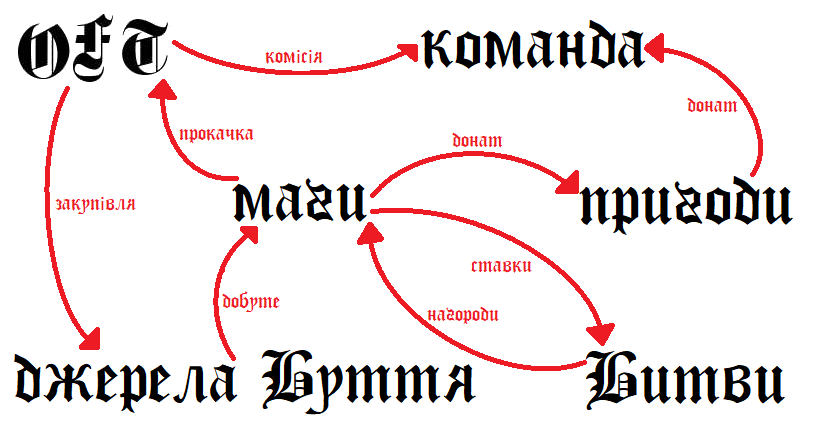 OFT
команда
комісія
донат
прокачка
донат
маги
пригоди
закупівля
ставки
добуте
нагороди
джерела Буття
Битви